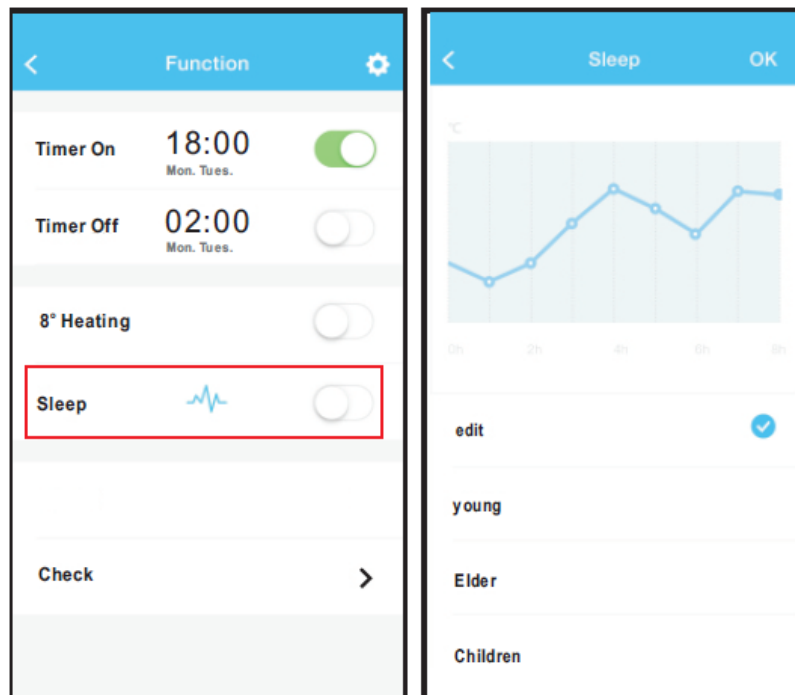 Function
Timer On 18:00
Mon. Tues.
Timer Off 02:00
Mon. Tues.
8° Heating
Sleep
Check
Sleep OK
℃
0h 2h 4h 6h 8h
edit
young
Elder
Children